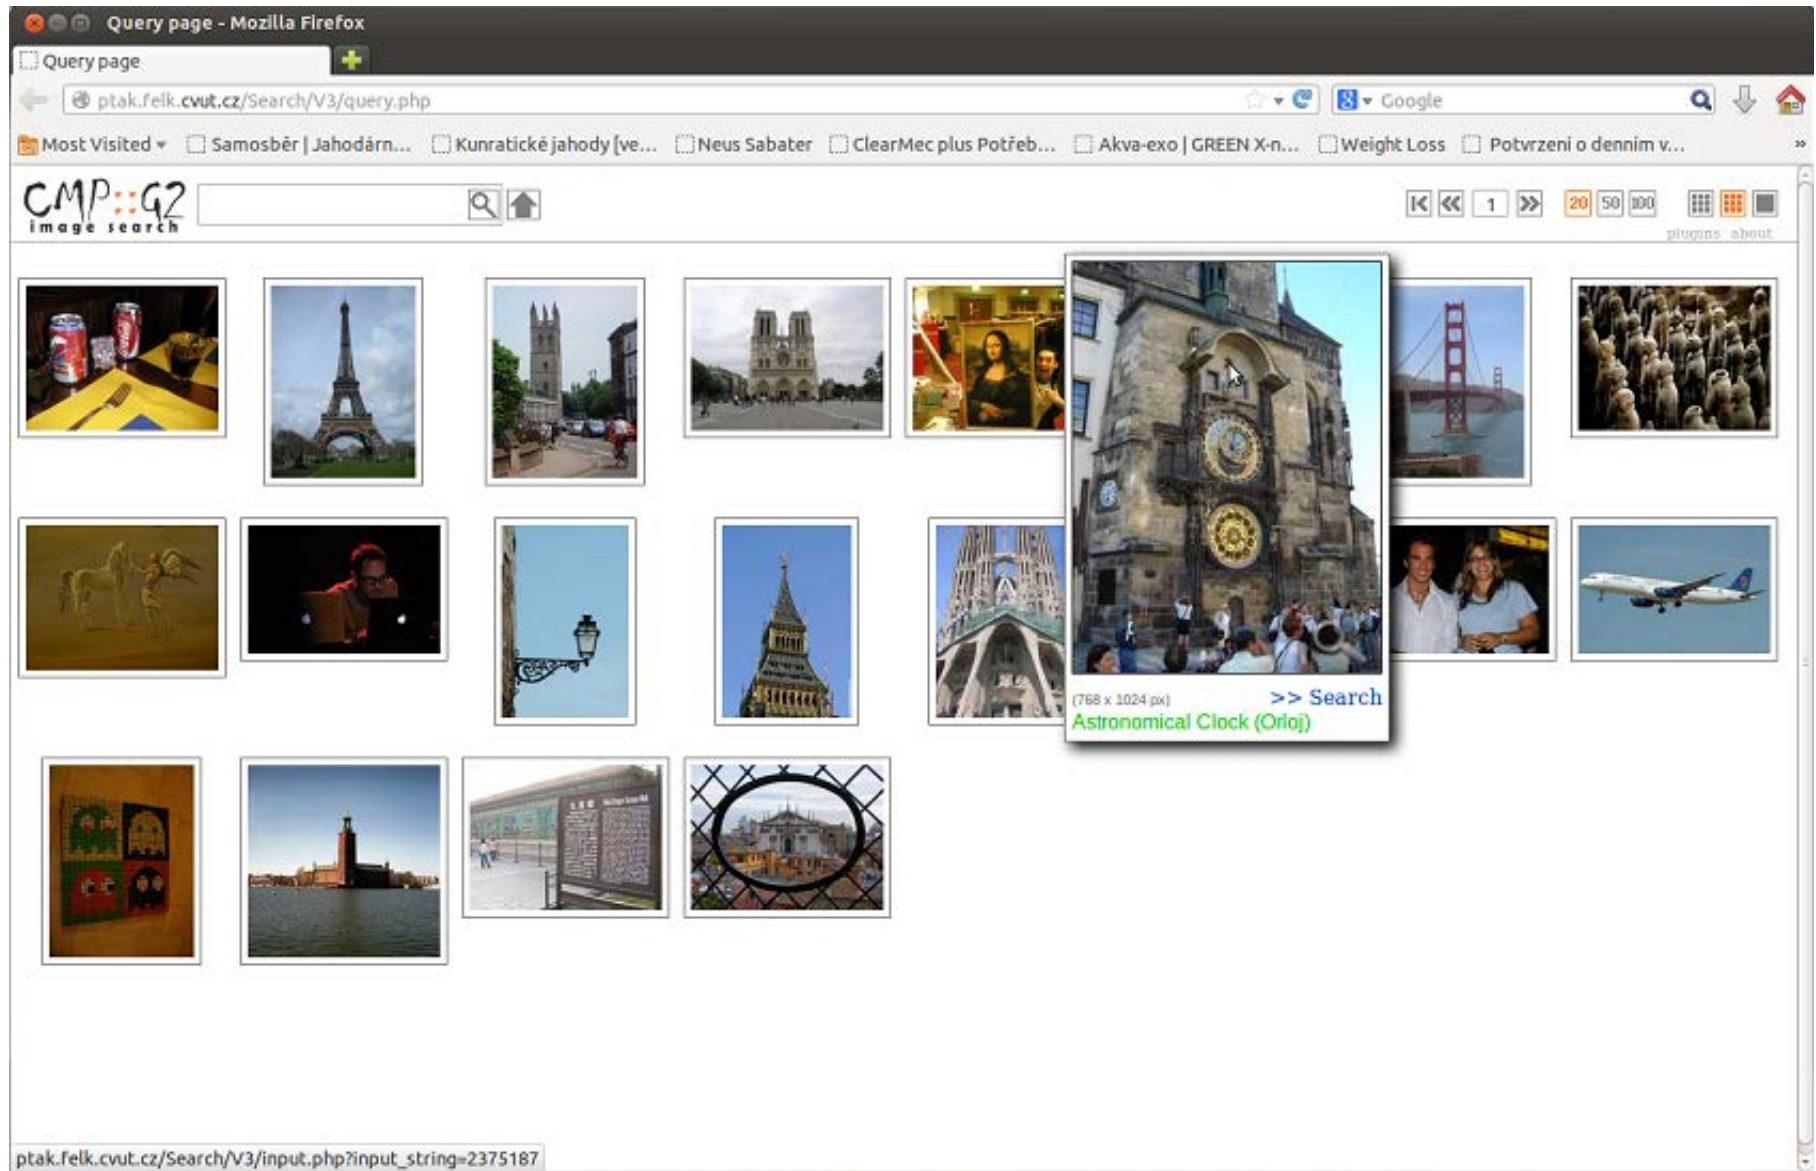 Query page - Mozilla Firefox
Query page
ptak.felk.cvut.cz/Search/V3/query.php
Google
Most Visited
Samosběr | Jahodárn...
Kunratické jahody [ve...
Neus Sabater
ClearMec plus Potřeb...
Akva-exo | GREEN X-n...
Weight Loss
Potvrzení o denním v...
»
CMP::G2
image search
1
20 50 100
plugins about
(768 x 1024 px)
>> Search
Astronomical Clock (Orloj)
ptak.felk.cvut.cz/Search/V3/input.php?input_string=2375187